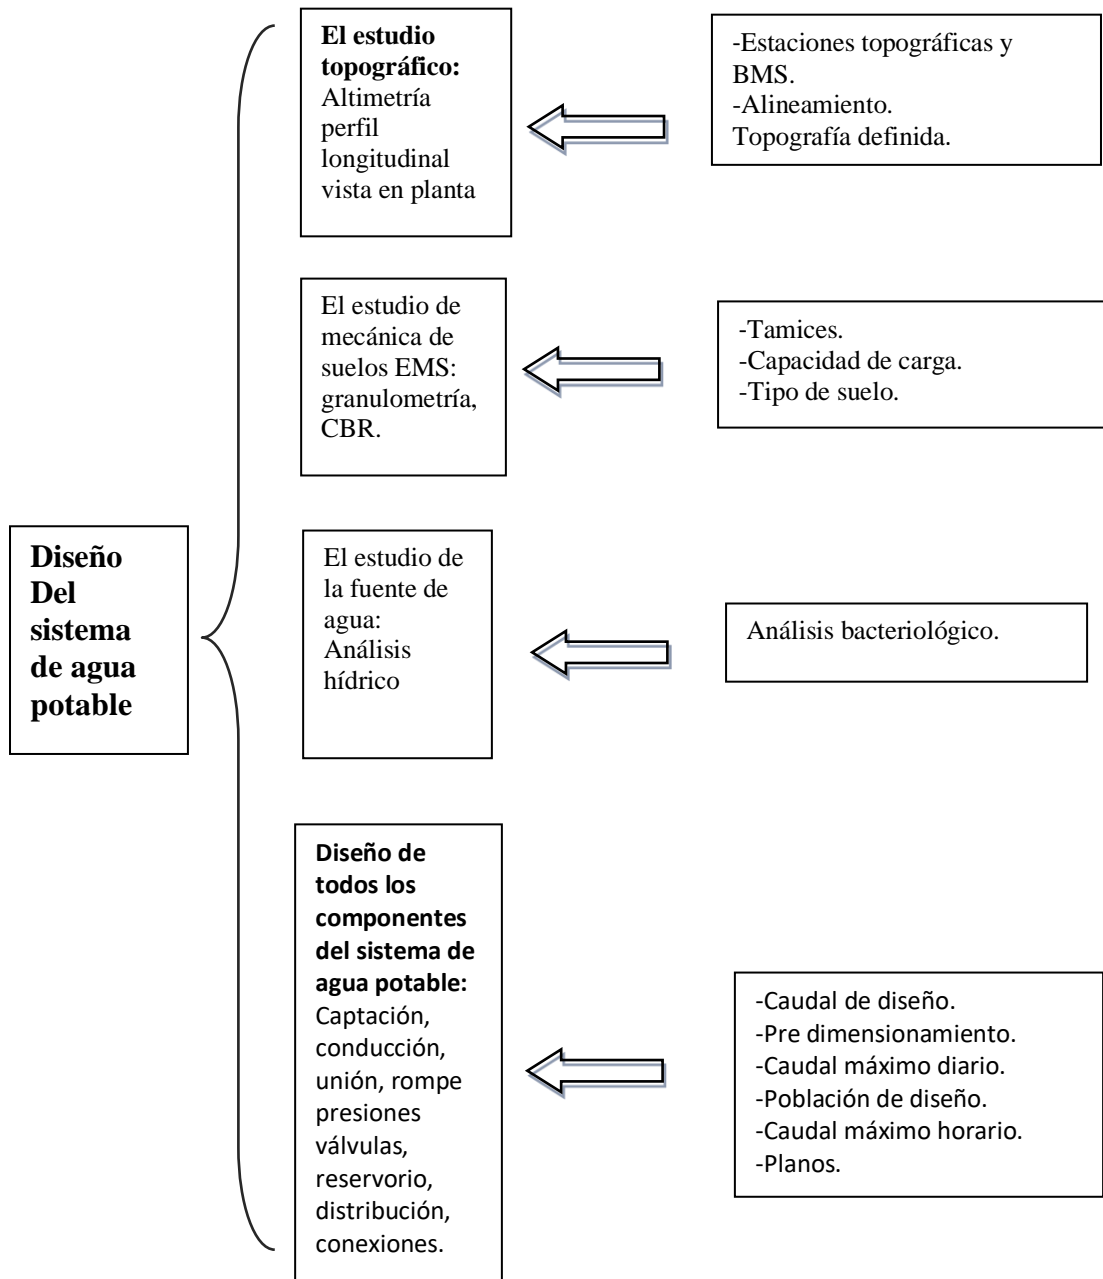 Diseño
Del
sistema
de agua
potable
El estudio
topográfico:
Altimetría
perfil
longitudinal
vista en planta
-Estaciones topográficas y
BMS.
-Alineamiento.
Topografía definida.
El estudio de
mecánica de
suelos EMS:
granulometría,
CBR.
-Tamices.
-Capacidad de carga.
-Tipo de suelo.
El estudio de
la fuente de
agua:
Análisis
hídrico
Análisis bacteriológico.
Diseño de
todos los
componentes
del sistema de
agua potable:
Captación,
conducción,
unión, rompe
presiones
válvulas,
reservorio,
distribución,
conexiones.
-Caudal de diseño.
-Pre dimensionamiento.
-Caudal máximo diario.
-Población de diseño.
-Caudal máximo horario.
-Planos.